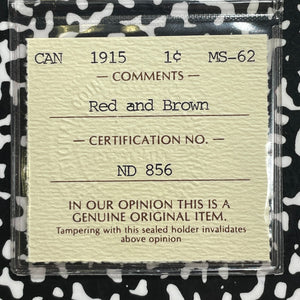 CAN 1915 1¢ MS-62
— COMMENTS —
Red and Brown
— CERTIFICATION NO. —
ND 856
IN OUR OPINION THIS IS A
GENUINE ORIGINAL ITEM.
Tampering with this sealed holder invalidates
above opinion